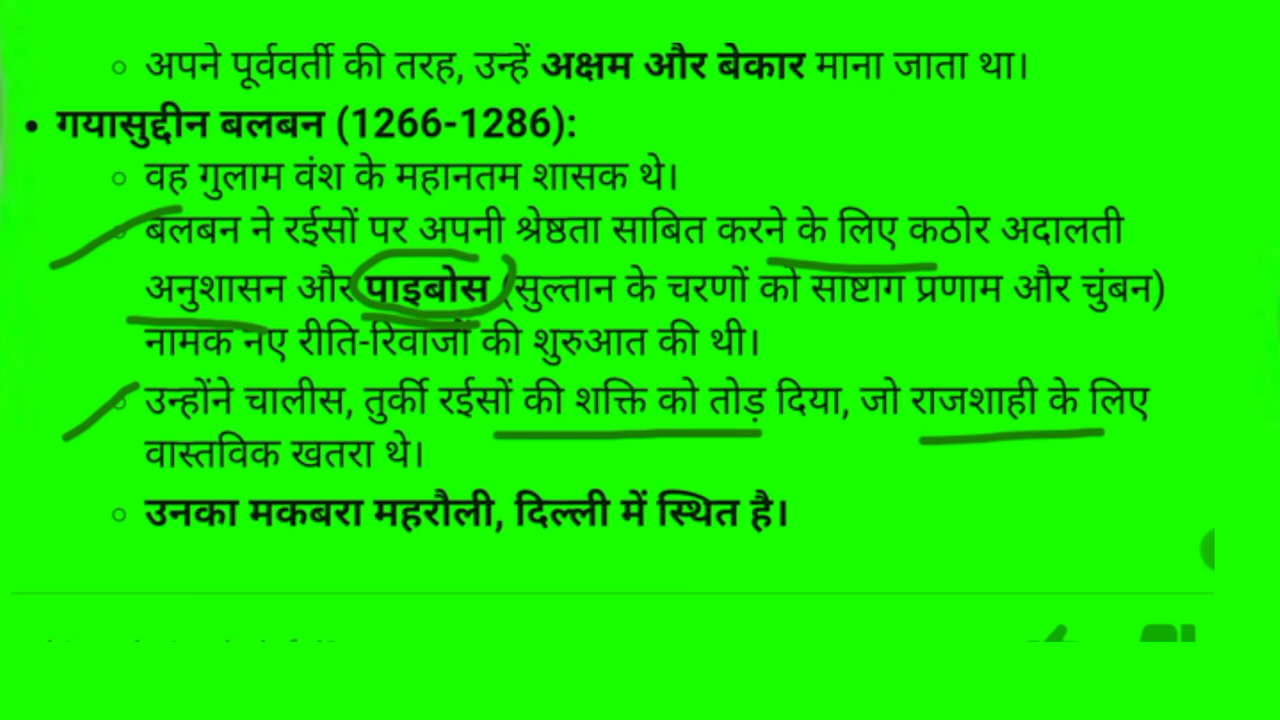 अपने पूर्ववर्ती की तरह, उन्हें अक्षम और बेकार माना जाता था।
गयासुद्दीन बलबन (1266-1286):
वह गुलाम वंश के महानतम शासक थे।
बलबन ने रईसों पर अपनी श्रेष्ठता साबित करने के लिए कठोर अदालती
अनुशासन और पाइबोस (सुल्तान के चरणों को साष्टांग प्रणाम और चुंबन)
नामक नए रीति-रिवाजों की शुरुआत की थी।
उन्होंने चालीस, तुर्की रईसों की शक्ति को तोड़ दिया, जो राजशाही के लिए
वास्तविक खतरा थे।
उनका मकबरा महरौली, दिल्ली में स्थित है।